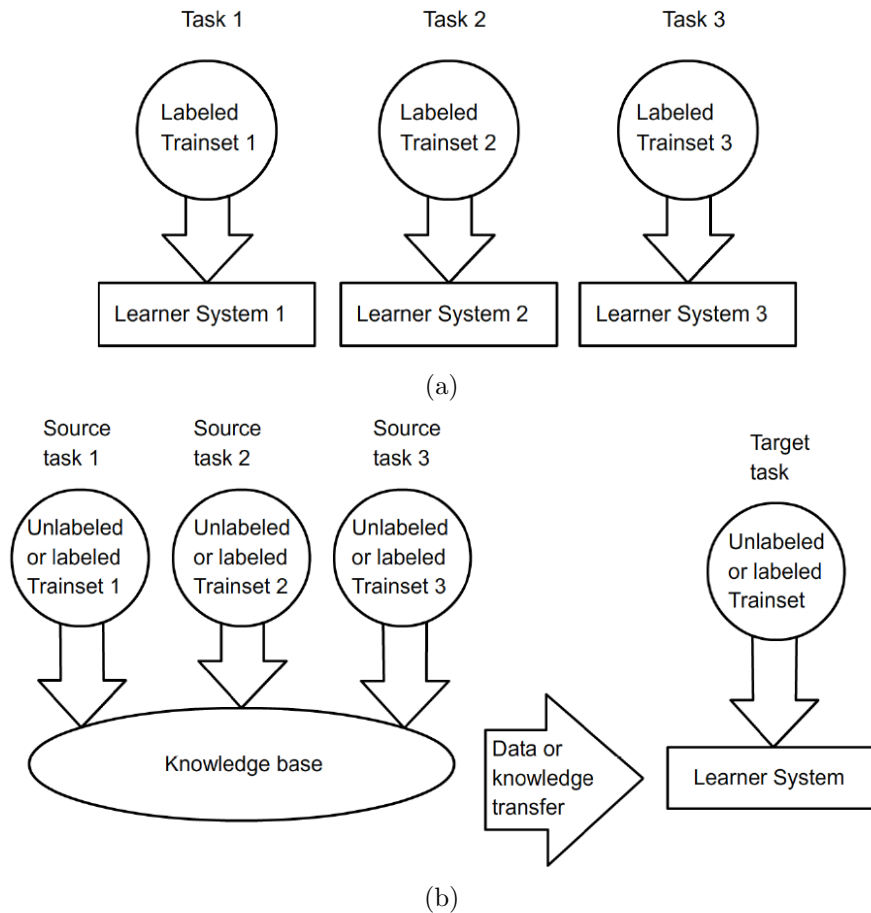 Task 1
Task 2
Task 3
Labeled
Trainset 1
Labeled
Trainset 2
Labeled
Trainset 3
Learner System 1
Learner System 2
Learner System 3
(a)
Source
task 1
Source
task 2
Source
task 3
Target
task
Unlabeled
or labeled
Trainset 1
Unlabeled
or labeled
Trainset 2
Unlabeled
or labeled
Trainset 3
Unlabeled
or labeled
Trainset
Knowledge base
Data or
knowledge
transfer
Learner System
(b)